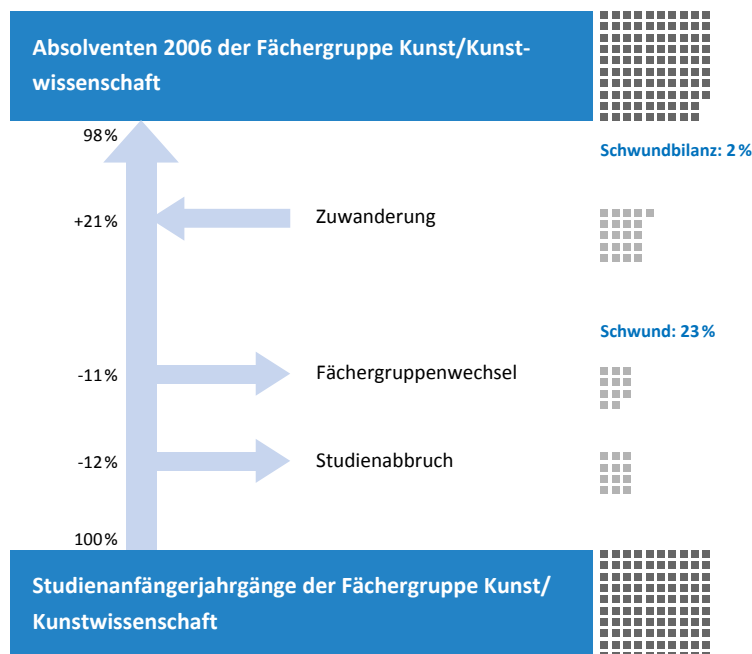 Absolventen 2006 der Fächergruppe Kunst/Kunst-
wissenschaft
98%
Schwundbilanz: 2%
+21%
Zuwanderung
Schwund: 23%
-11%
Fächergruppenwechsel
-12%
Studienabbruch
100%
Studienanfängerjahrgänge der Fächergruppe Kunst/
Kunstwissenschaft